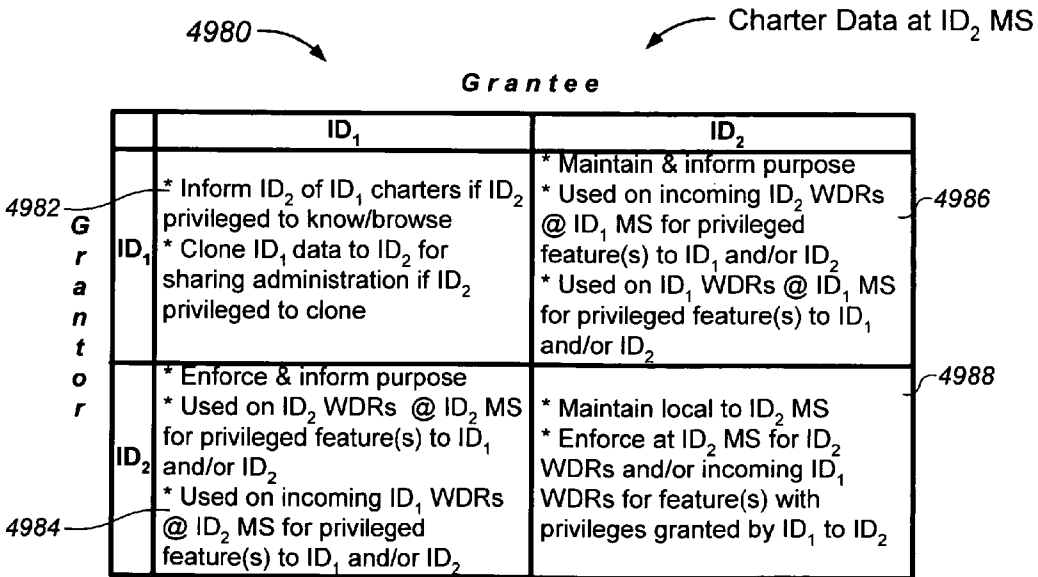 4980
Charter Data at ID₂ MS
Grantee
ID₁
ID₂
4982
Grantor
ID₁
* Inform ID₂ of ID₁ charters if ID₂
privileged to know/browse
* Clone ID₁ data to ID₂ for
sharing administration if ID₂
privileged to clone
* Maintain & inform purpose
* Used on incoming ID₂ WDRs
@ ID₁ MS for privileged
feature(s) to ID₁ and/or ID₂
* Used on ID₁ WDRs @ ID₁ MS
for privileged feature(s) to ID₁
and/or ID₂
4986
ID₂
* Enforce & inform purpose
* Used on ID₂ WDRs @ ID₂ MS
for privileged feature(s) to ID₁
and/or ID₂
* Used on incoming ID₁ WDRs
@ ID₂ MS for privileged
feature(s) to ID₁ and/or ID₂
4984
* Maintain local to ID₂ MS
* Enforce at ID₂ MS for ID₂
WDRs and/or incoming ID₁
WDRs for feature(s) with
privileges granted by ID₁ to ID₂
4988